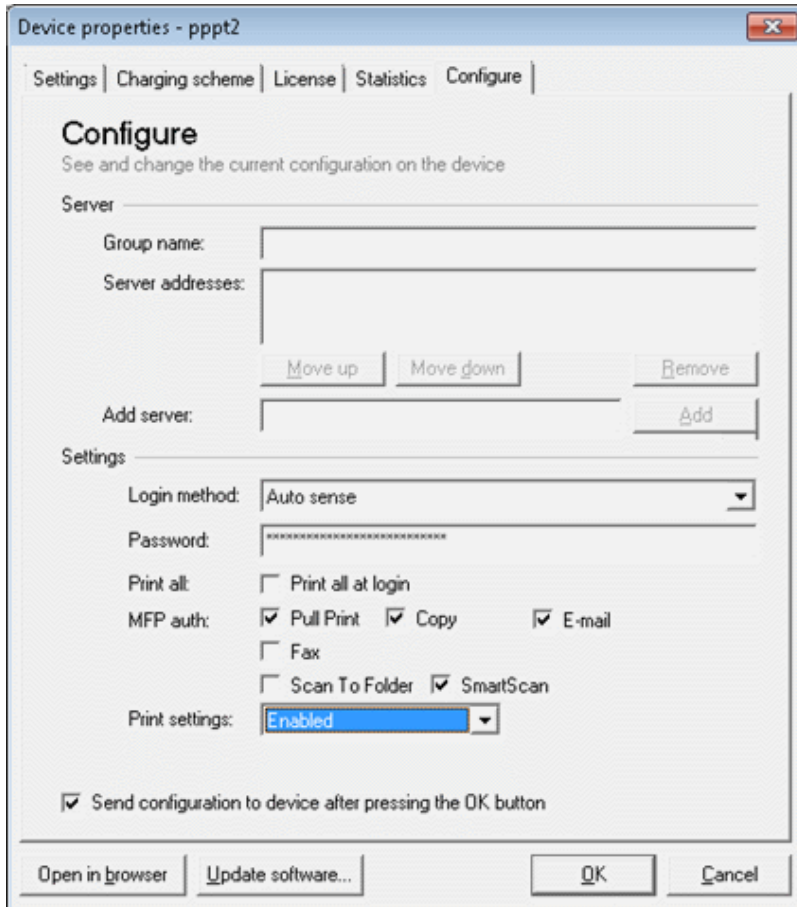 Device properties - pppt2
Settings Charging scheme License Statistics Configure
Configure
See and change the current configuration on the device
Server
Group name:
Server addresses:
Move up Move down Remove
Add server: Add
Settings
Login method: Auto sense
Password: ***************************
Print all: Print all at login
MFP auth: Pull Print Copy E-mail
Fax
Scan To Folder SmartScan
Print settings: Enabled
Send configuration to device after pressing the OK button
Open in browser Update software... OK Cancel